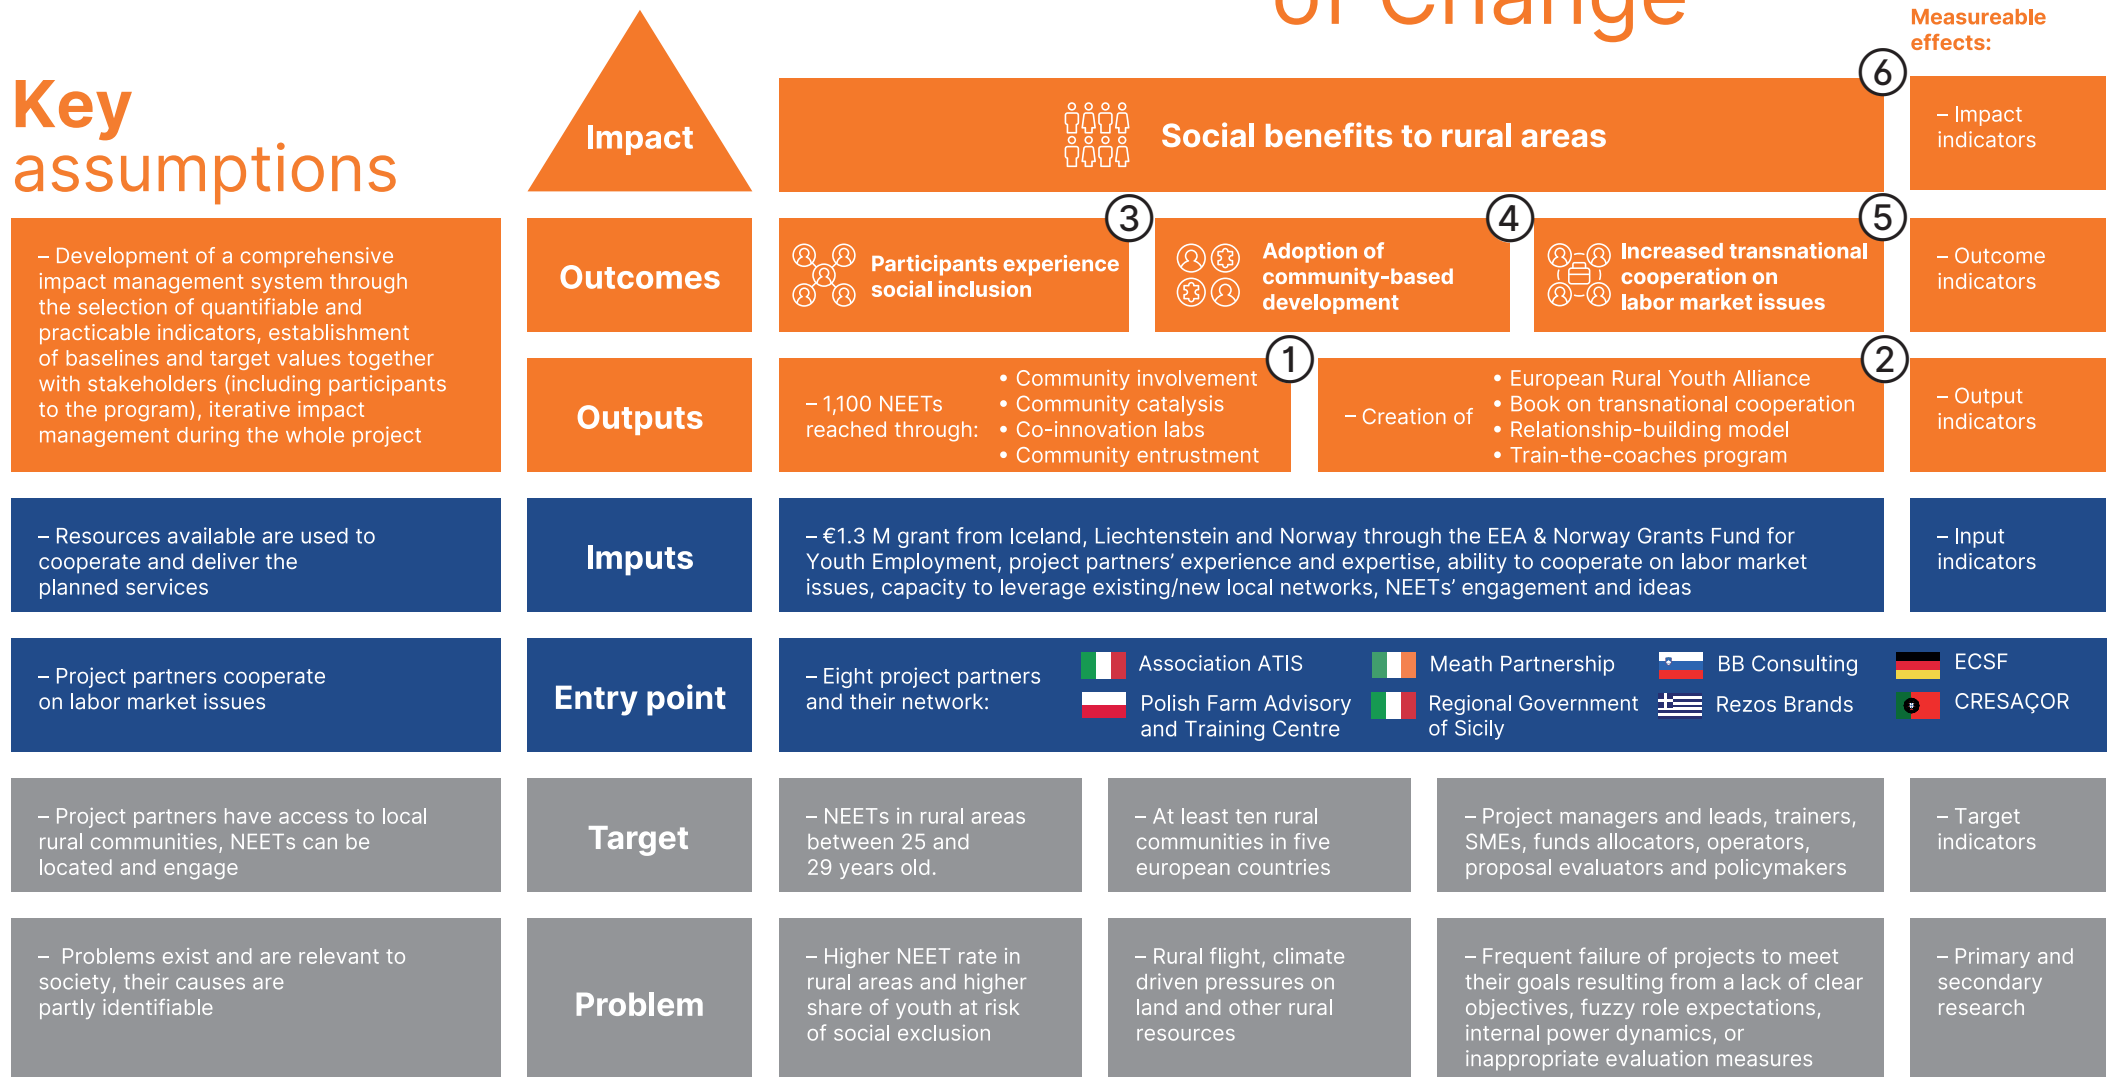 of Change
Measureable
effects:
Key
assumptions
Impact
Social benefits to rural areas
6
– Impact
indicators
– Development of a comprehensive
impact management system through
the selection of quantifiable and
practicable indicators, establishment
of baselines and target values together
with stakeholders (including participants
to the program), iterative impact
management during the whole project
Outcomes
Participants experience
social inclusion
3
Adoption of
community-based
development
4
Increased transnational
cooperation on
labor market issues
5
– Outcome
indicators
Outputs
– 1,100 NEETs
reached through:
• Community involvement
• Community catalysis
• Co-innovation labs
• Community entrustment
1
– Creation of
• European Rural Youth Alliance
• Book on transnational cooperation
• Relationship-building model
• Train-the-coaches program
2
– Output
indicators
– Resources available are used to
cooperate and deliver the
planned services
Imputs
– €1.3 M grant from Iceland, Liechtenstein and Norway through the EEA & Norway Grants Fund for
Youth Employment, project partners’ experience and expertise, ability to cooperate on labor market
issues, capacity to leverage existing/new local networks, NEETs’ engagement and ideas
– Input
indicators
– Project partners cooperate
on labor market issues
Entry point
– Eight project partners
and their network:
Association ATIS
Meath Partnership
BB Consulting
ECSF
Polish Farm Advisory
and Training Centre
Regional Government
of Sicily
Rezos Brands
CRESAÇOR
– Project partners have access to local
rural communities, NEETs can be
located and engage
Target
– NEETs in rural areas
between 25 and
29 years old.
– At least ten rural
communities in five
european countries
– Project managers and leads, trainers,
SMEs, funds allocators, operators,
proposal evaluators and policymakers
– Target
indicators
– Problems exist and are relevant to
society, their causes are
partly identifiable
Problem
– Higher NEET rate in
rural areas and higher
share of youth at risk
of social exclusion
– Rural flight, climate
driven pressures on
land and other rural
resources
– Frequent failure of projects to meet
their goals resulting from a lack of clear
objectives, fuzzy role expectations,
internal power dynamics, or
inappropriate evaluation measures
– Primary and
secondary
research